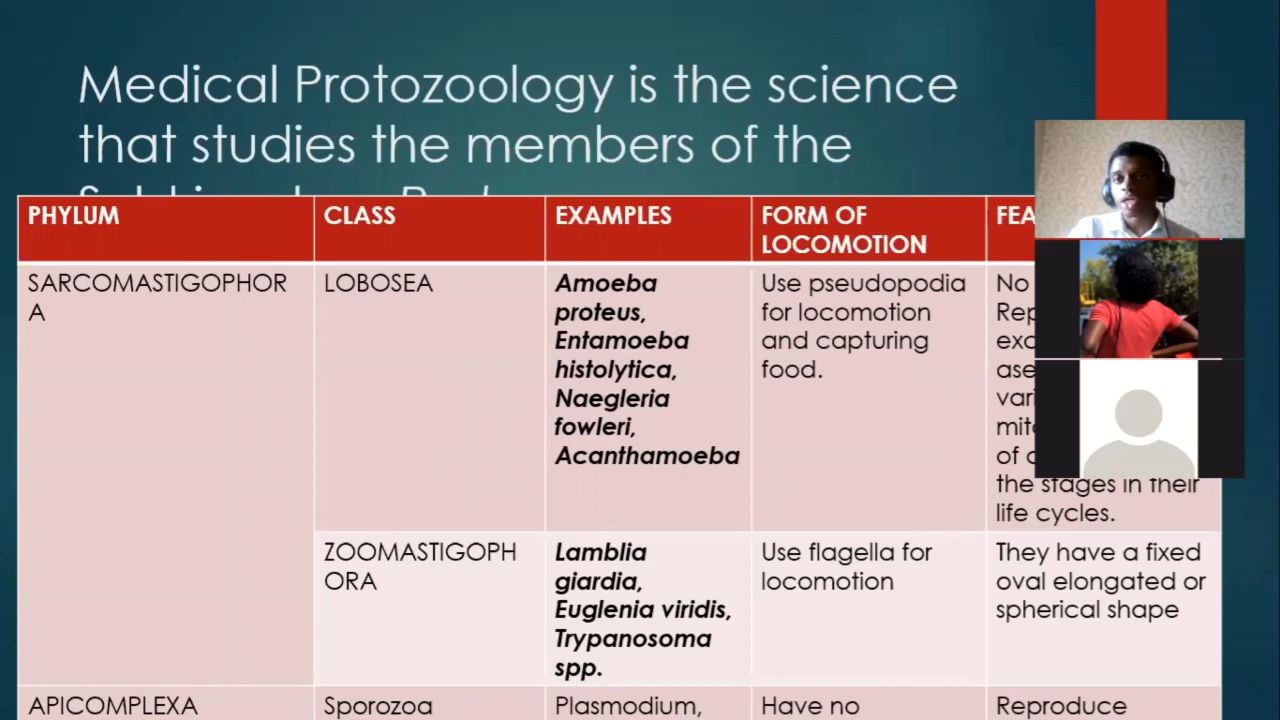 Medical Protozoology is the science
that studies the members of the
PHYLUM
CLASS
EXAMPLES
FORM OF
LOCOMOTION
SARCOMASTIGOPHOR
A
LOBOSEA
Amoeba
proteus,
Entamoeba
histolytica,
Naegleria
fowleri,
Acanthamoeba
Use pseudopodia
for locomotion
and capturing
food.
No
of
the stages in their
life cycles.
ZOOMASTIGOPH
ORA
Lamblia
giardia,
Euglenia viridis,
Trypanosoma
spp.
Use flagella for
locomotion
They have a fixed
oval elongated or
spherical shape
APICOMPLEXA
Sporozoa
Plasmodium,
Have no
Reproduce